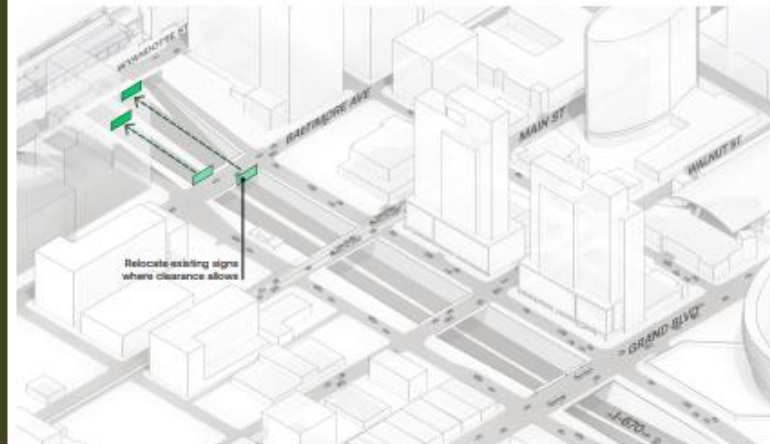 WYANDOTTE ST
BALTIMORE AVE
MAIN ST
WALNUT ST
Relocate existing signs
where clearance allows
GRAND BLVD
I-670